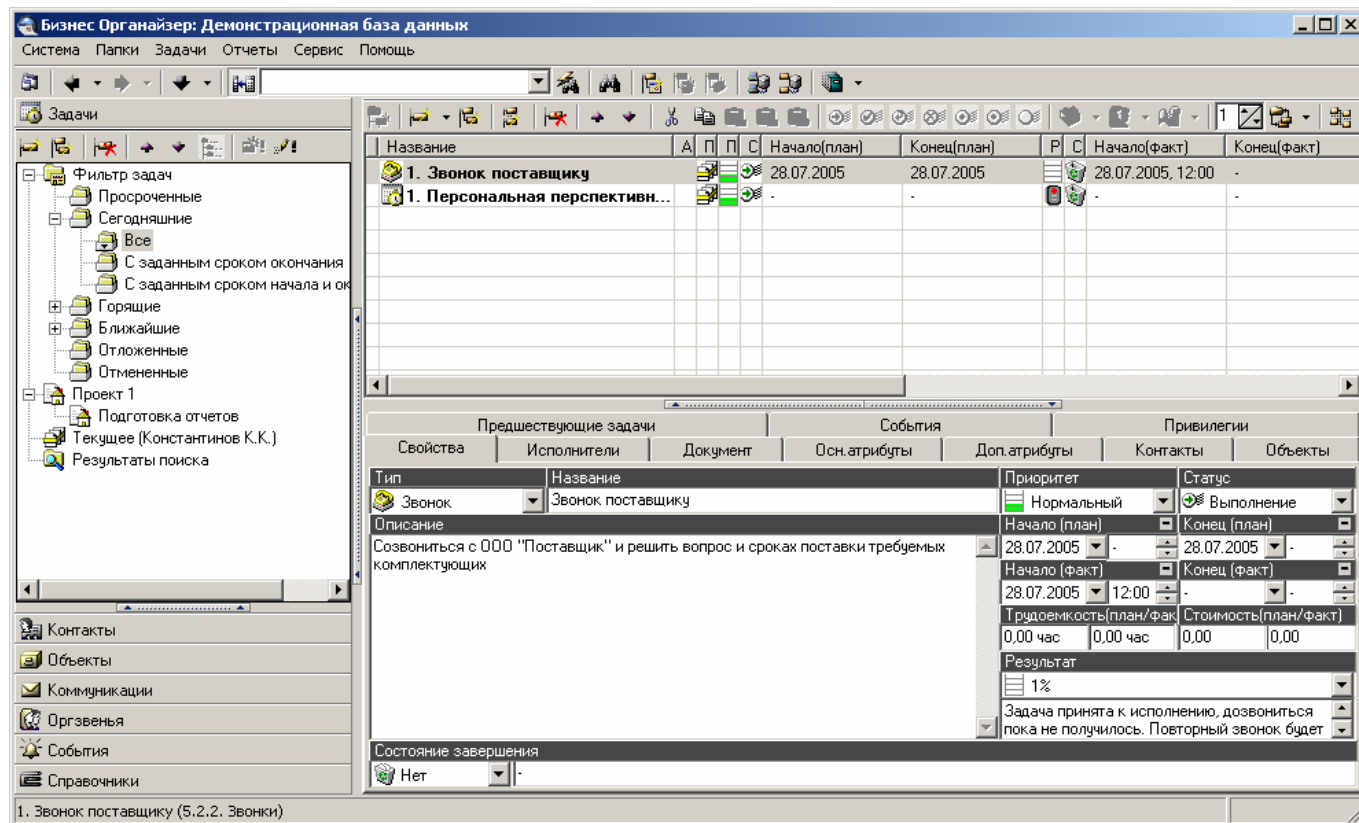 Бизнес Органайзер: Демонстрационная база данных
Система Папки Задачи Отчеты Сервис Помощь
Задачи
1
Фильтр задач
Просроченные
Сегодняшние
Все
С заданным сроком окончания
С заданным сроком начала и ок
Горящие
Ближайшие
Отложенные
Отмененные
Проект 1
Подготовка отчетов
Текущее (Константинов К.К.)
Результаты поиска
Контакты
Объекты
Коммуникации
Оргзвенья
События
Справочники
Название А П П С Начало(план) Конец(план) Р С Начало(факт) Конец(факт)
1. Звонок поставщику 28.07.2005 28.07.2005 28.07.2005, 12:00 -
1. Персональная перспективн... - - - -
Предшествующие задачи События Привилегии
Свойства Исполнители Документ Осн.атрибуты Доп.атрибуты Контакты Объекты
Тип Название Приоритет Статус
Звонок Звонок поставщику Нормальный Выполнение
Описание Начало (план) Конец (план)
Созвониться с ООО "Поставщик" и решить вопрос и сроках поставки требуемых
комплектующих
28.07.2005 - 28.07.2005 -
Начало (факт) Конец (факт)
28.07.2005 12:00 - -
Трудоемкость(план/фак Стоимость(план/факт)
0,00 час 0,00 час 0,00 0,00
Результат
1%
Задача принята к исполнению, дозвониться
пока не получилось. Повторный звонок будет
Состояние завершения
Нет -
1. Звонок поставщику (5.2.2. Звонки)